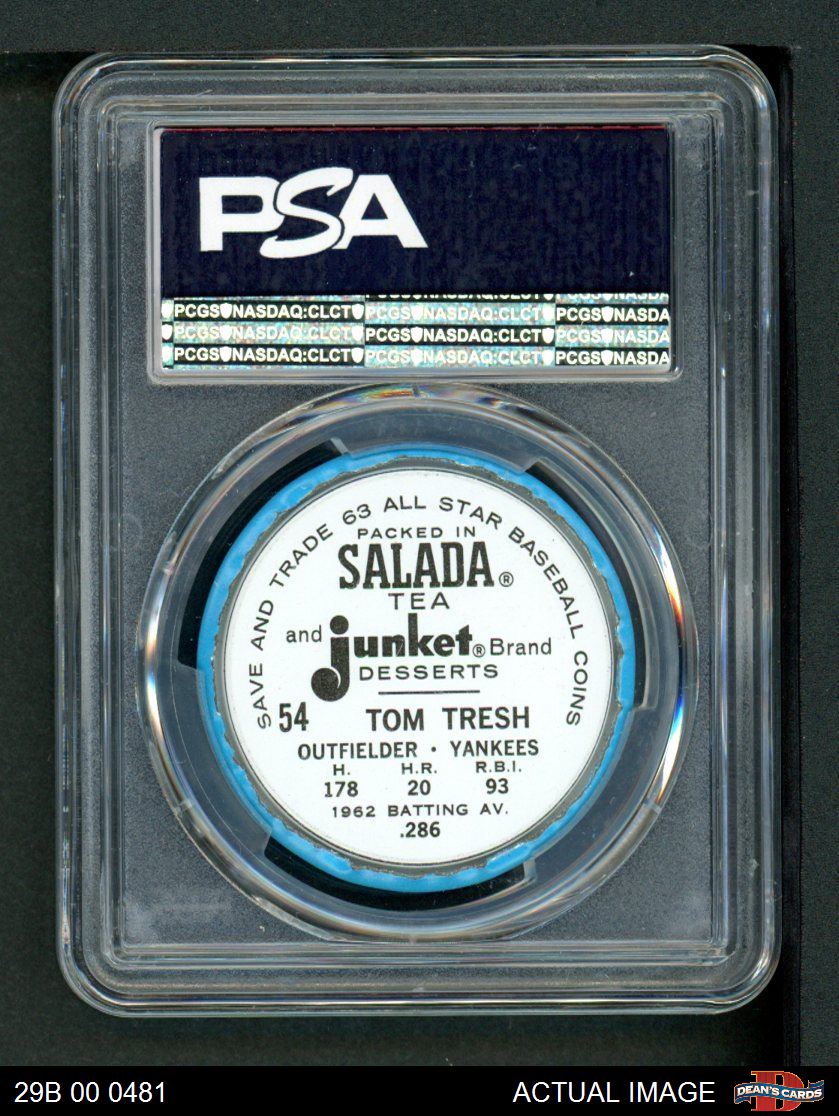 PSA
PCGS NASDAQ:CLCT PCGS NASDAQ:CLCT PCGS NASDA
PCGS NASDAQ:CLCT PCGS NASDAQ:CLCT PCGS NASDA
PCGS NASDAQ:CLCT PCGS NASDAQ:CLCT PCGS NASDA
SAVE AND TRADE 63 ALL STAR BASEBALL COINS
PACKED IN
SALADA®
TEA
and junket® Brand
DESSERTS
54 TOM TRESH
OUTFIELDER · YANKEES
H. H.R. R.B.I.
178 20 93
1962 BATTING AV.
.286
29B 00 0481 ACTUAL IMAGE DEAN'S CARDS